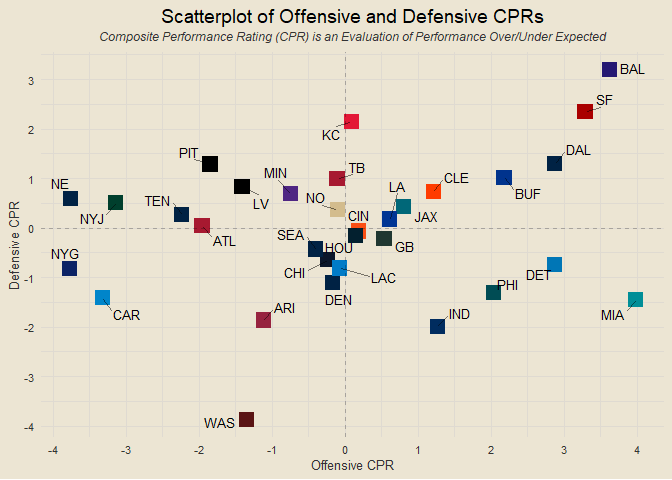 Scatterplot of Offensive and Defensive CPRs
Composite Performance Rating (CPR) is an Evaluation of Performance Over/Under Expected
3
2
1
0
-1
-2
-3
-4
Defensive CPR
BAL
SF
KC
DAL
PIT
TB
MIN
CLE
NE
LA
BUF
TEN
NO
LV
NYJ
CIN
JAX
SEA
ATL
HOU
GB
NYG
CHI
LAC
DET
PHI
DEN
CAR
ARI
IND
MIA
WAS
-4 -3 -2 -1 0 1 2 3 4
Offensive CPR